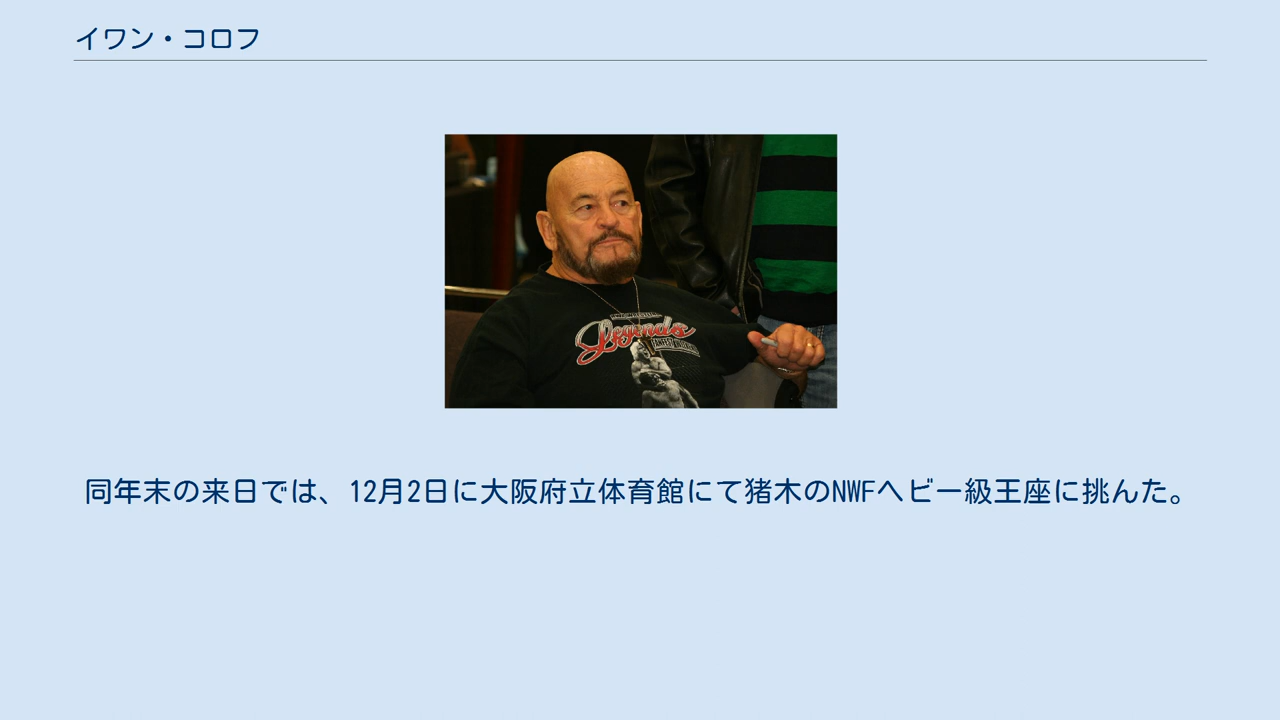 イワン・コロフ
Legends
同年末の来日では、12月2日に大阪府立体育館にて猪木のNWFヘビー級王座に挑んだ。